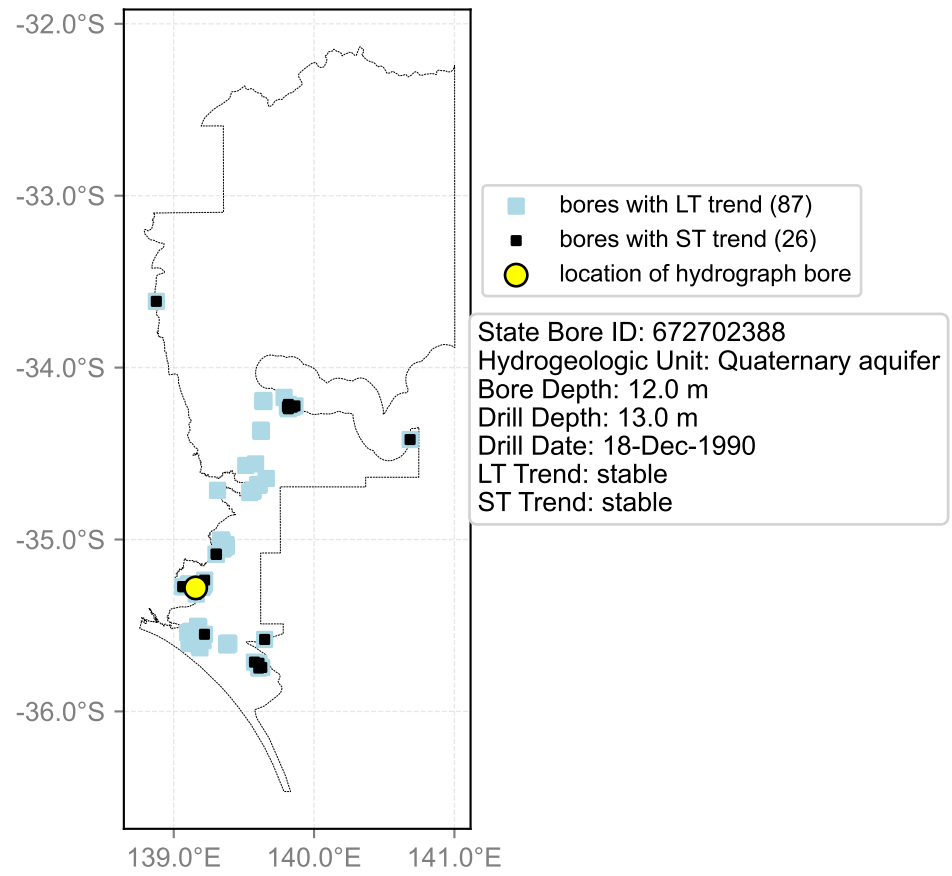 -32.0°S
-33.0°S
-34.0°S
-35.0°S
-36.0°S
139.0°E 140.0°E 141.0°E
bores with LT trend (87)
bores with ST trend (26)
location of hydrograph bore
State Bore ID: 672702388
Hydrogeologic Unit: Quaternary aquifer
Bore Depth: 12.0 m
Drill Depth: 13.0 m
Drill Date: 18-Dec-1990
LT Trend: stable
ST Trend: stable